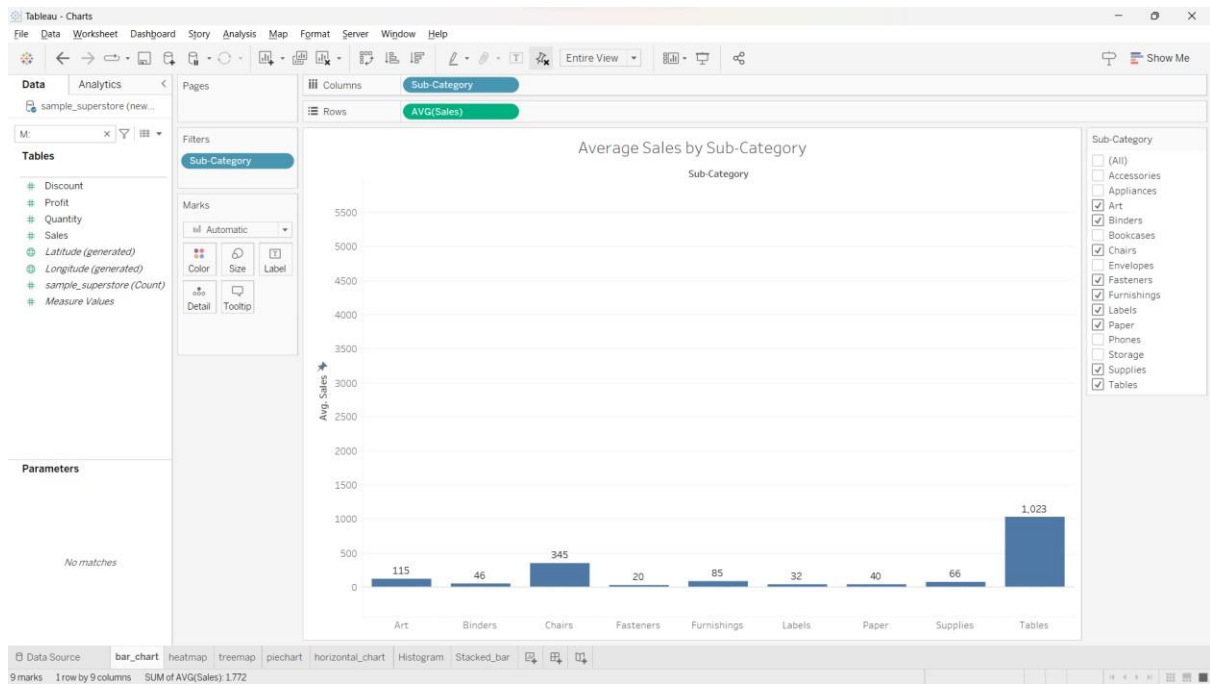 Tableau - Charts
File Data Worksheet Dashboard Story Analysis Map Format Server Window Help
Entire View
Show Me
Data Analytics
sample_superstore (new...
M:
Tables
Discount
Profit
Quantity
Sales
Latitude (generated)
Longitude (generated)
sample_superstore (Count)
Measure Values
Parameters
No matches
Pages
Filters
Sub-Category
Marks
Automatic
Color Size Label
Detail Tooltip
Columns Sub-Category
Rows AVG(Sales)
Average Sales by Sub-Category
Sub-Category
Avg. Sales
5500
5000
4500
4000
3500
3000
2500
2000
1500
1000
500
0
115 46 345 20 85 32 40 66 1,023
Art Binders Chairs Fasteners Furnishings Labels Paper Supplies Tables
Sub-Category
(All)
Accessories
Appliances
Art
Binders
Bookcases
Chairs
Envelopes
Fasteners
Furnishings
Labels
Paper
Phones
Storage
Supplies
Tables
Data Source bar_chart heatmap treemap piechart horizontal_chart Histogram Stacked_bar
9 marks 1 row by 9 columns SUM of AVG(Sales): 1,772